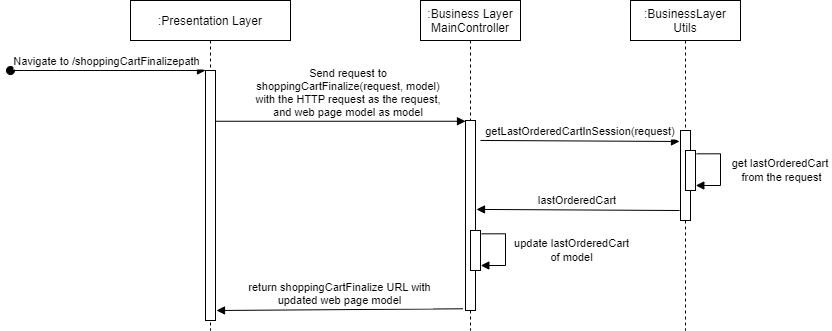 :Presentation Layer
:Business Layer
MainController
:BusinessLayer
Utils
Navigate to /shoppingCartFinalizepath
Send request to
shoppingCartFinalize(request, model)
with the HTTP request as the request,
and web page model as model
getLastOrderedCartInSession(request)
get lastOrderedCart
from the request
lastOrderedCart
update lastOrderedCart
of model
return shoppingCartFinalize URL with
updated web page model